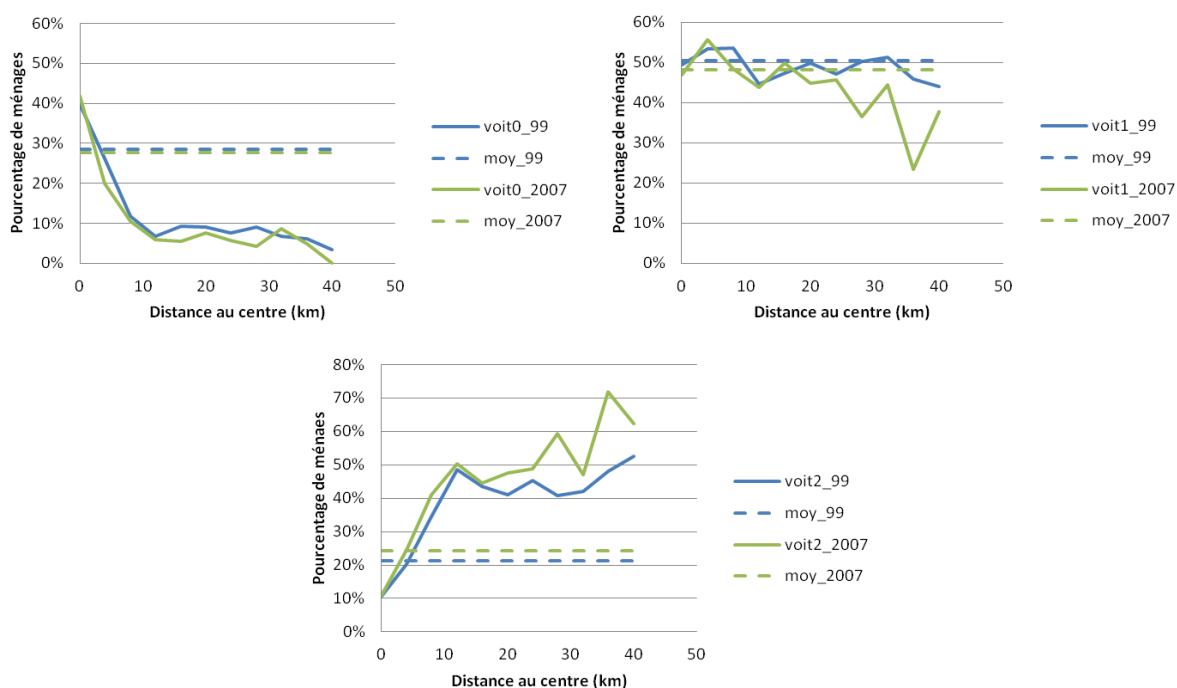 Pourcentage de ménages
60%
50%
40%
30%
20%
10%
0%
0 10 20 30 40 50
Distance au centre (km)
voit0_99
moy_99
voit0_2007
moy_2007
Pourcentage de ménages
60%
50%
40%
30%
20%
10%
0%
0 10 20 30 40 50
Distance au centre (km)
voit1_99
moy_99
voit1_2007
moy_2007
Pourcentage de ménaes
80%
70%
60%
50%
40%
30%
20%
10%
0%
0 10 20 30 40 50
Distance au centre (km)
voit2_99
moy_99
voit2_2007
moy_2007